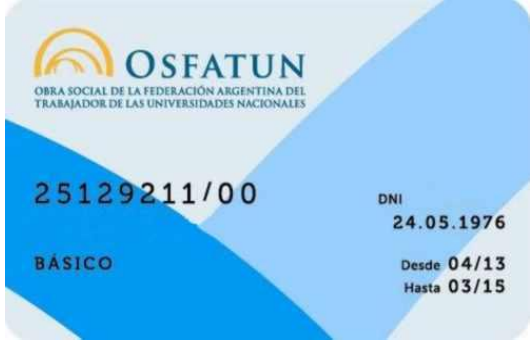 OSFATUN
OBRA SOCIAL DE LA FEDERACIÓN ARGENTINA DEL
TRABAJADOR DE LAS UNIVERSIDADES NACIONALES
25129211/00
DNI
24.05.1976
BÁSICO
Desde 04/13
Hasta 03/15